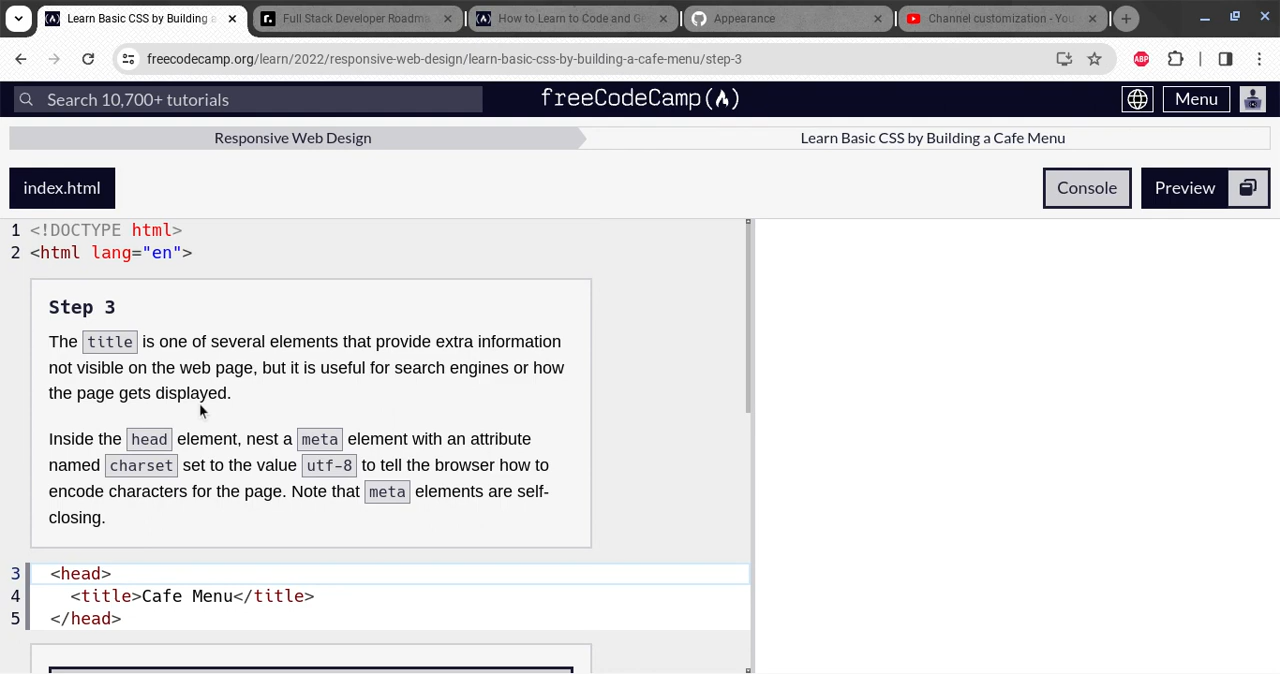 Learn Basic CSS by Building a
Full Stack Developer Roadm
How to Learn to Code and Ge
Appearance
Channel customization - You
freecodecamp.org/learn/2022/responsive-web-design/learn-basic-css-by-building-a-cafe-menu/step-3
ABP
Search 10,700+ tutorials
freeCodeCamp
Menu
Responsive Web Design
Learn Basic CSS by Building a Cafe Menu
index.html
Console
Preview
1 <!DOCTYPE html>
2 <html lang="en">
Step 3
The title is one of several elements that provide extra information
not visible on the web page, but it is useful for search engines or how
the page gets displayed.
Inside the head element, nest a meta element with an attribute
named charset set to the value utf-8 to tell the browser how to
encode characters for the page. Note that meta elements are self-
closing.
3 <head>
4 <title>Cafe Menu</title>
5 </head>